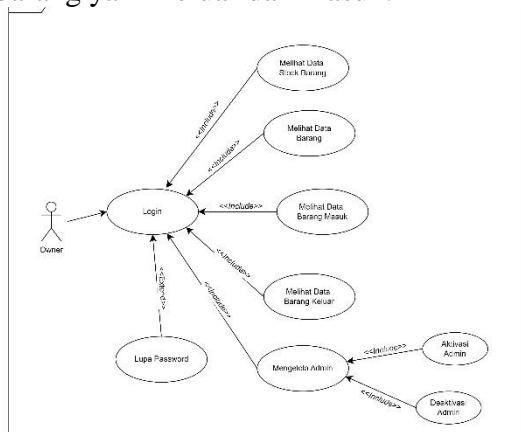 Melihat Data
Stock Barang
<<Include>>
Melihat Data
Barang
<<Include>>
Login
<<Include>>
Melihat Data
Barang Masuk
Owner
<<Include>>
Melihat Data
Barang Keluar
<<Extend>>
<<Include>>
Lupa Password
Mengelola Admin
<<Include>>
Aktivasi
Admin
<<Include>>
Deaktivasi
Admin